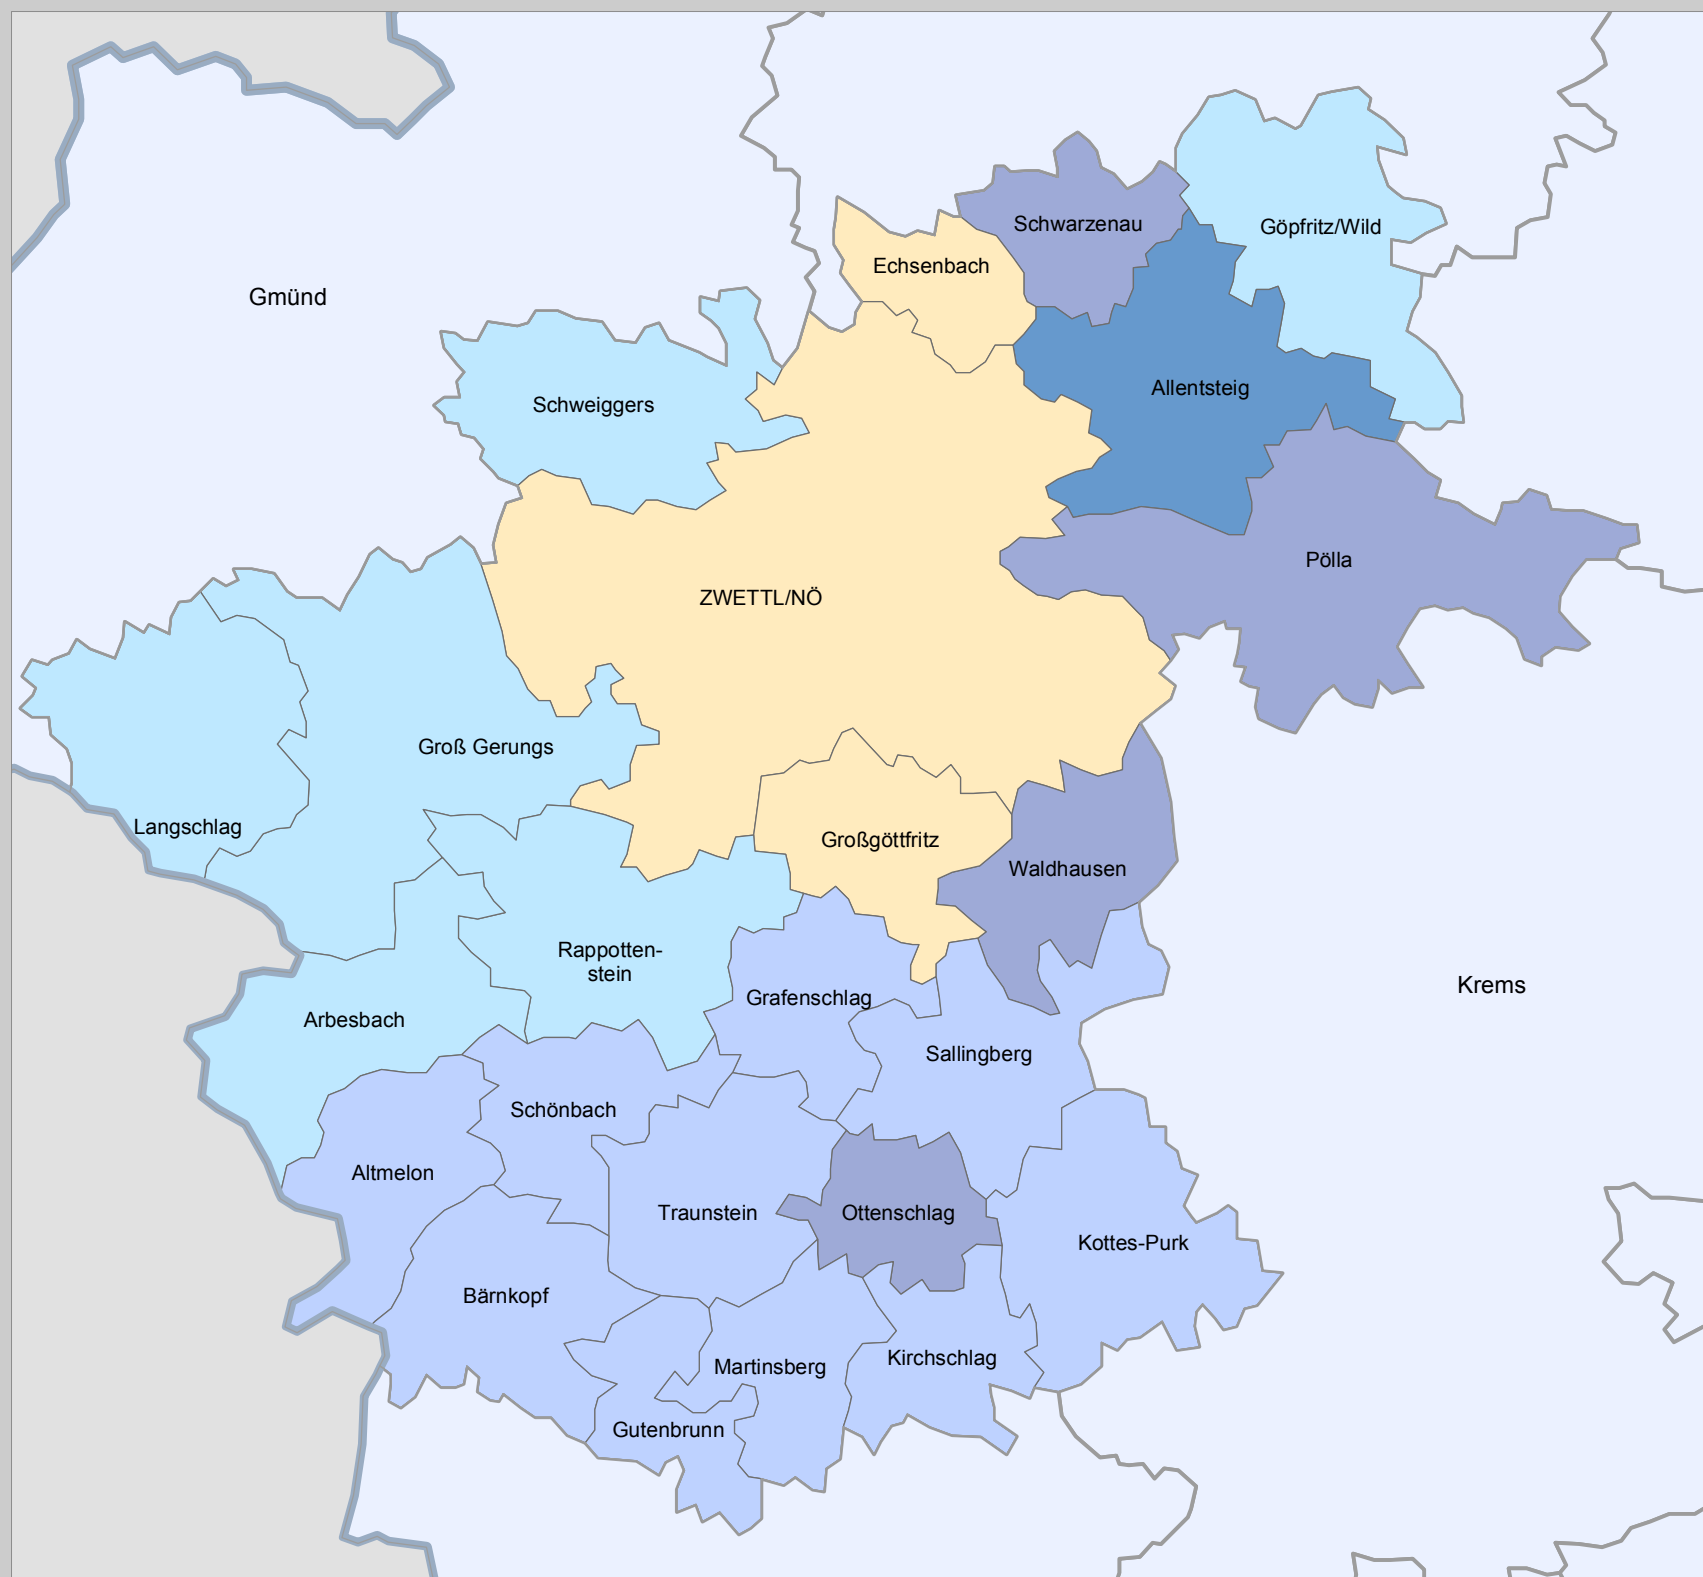 Schwarzenau
Göpfritz/Wild
Echsenbach
Gmünd
Allentsteig
Schweiggers
Pölla
ZWETTL/NÖ
Groß Gerungs
Langschlag
Großgöttfritz
Waldhausen
Rappotten-
stein
Krems
Grafenschlag
Arbesbach
Sallingberg
Schönbach
Altmelon
Traunstein
Ottenschlag
Kottes-Purk
Bärnkopf
Kirchschlag
Martinsberg
Gutenbrunn